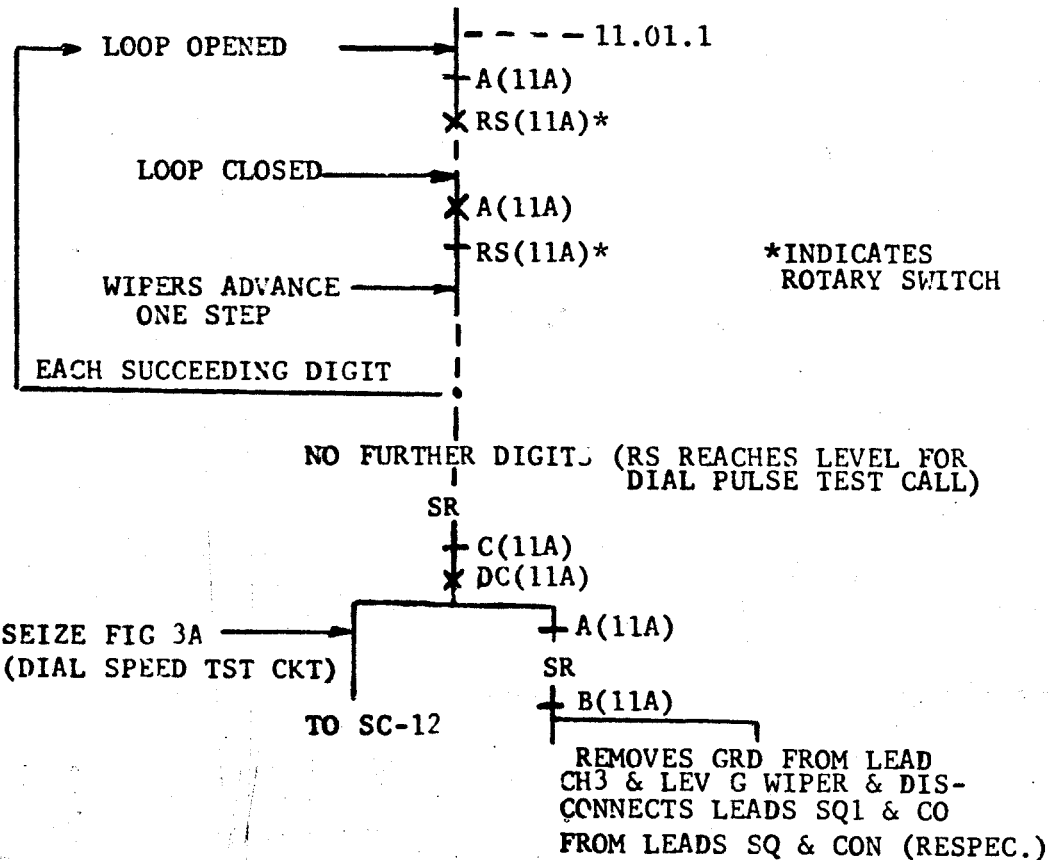 11.01.1
LOOP OPENED
A(11A)
RS(11A)*
LOOP CLOSED
A(11A)
RS(11A)*
*INDICATES
ROTARY SWITCH
WIPERS ADVANCE
ONE STEP
EACH SUCCEEDING DIGIT
NO FURTHER DIGITS (RS REACHES LEVEL FOR
DIAL PULSE TEST CALL)
SR
C(11A)
DC(11A)
SEIZE FIG 3A
(DIAL SPEED TST CKT)
A(11A)
SR
B(11A)
TO SC-12
REMOVES GRD FROM LEAD
CH3 & LEV G WIPER & DIS-
CONNECTS LEADS SQ1 & CO
FROM LEADS SQ & CON (RESPEC.)